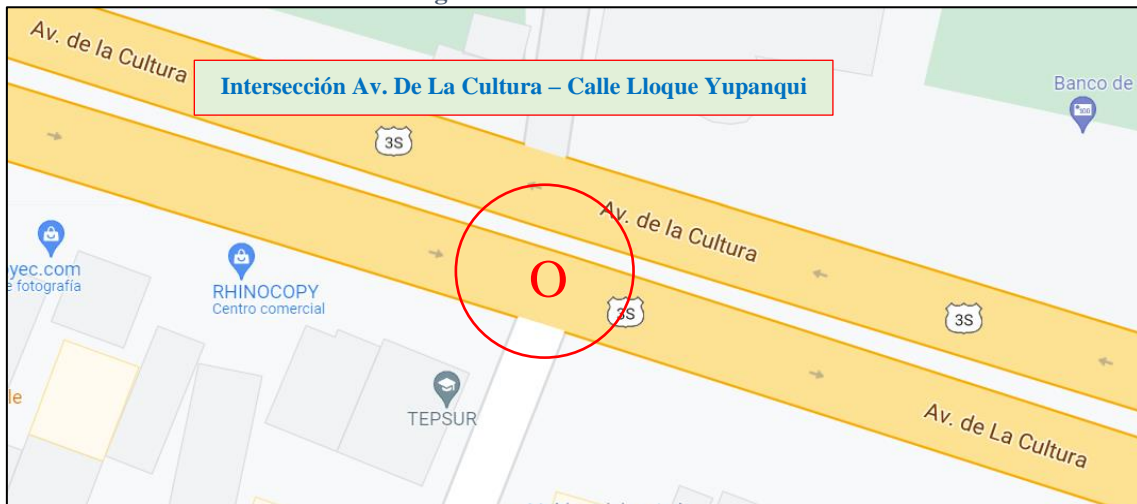 Av. de la Cultura
Intersección Av. De La Cultura – Calle Lloque Yupanqui
Banco de
3S
Av. de la Cultura
yec.com
e fotografía
RHINOCOPY
Centro comercial
O
3S
3S
TEPSUR
le
Av. de La Cultura